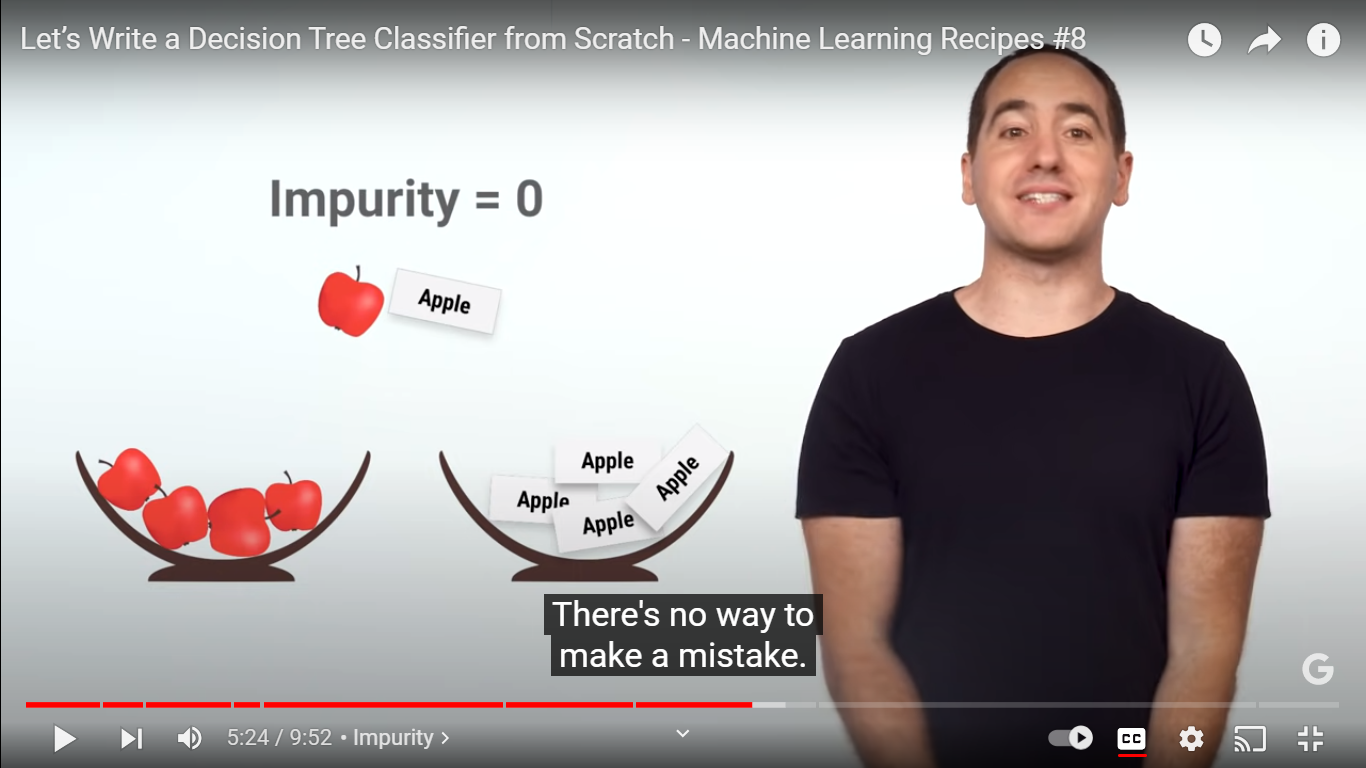 Let’s Write a Decision Tree Classifier from Scratch - Machine Learning Recipes #8
Impurity = 0
Apple
Apple
Apple
Apple
Apple
There's no way to
make a mistake.
G
5:24 / 9:52 • Impurity >
CC